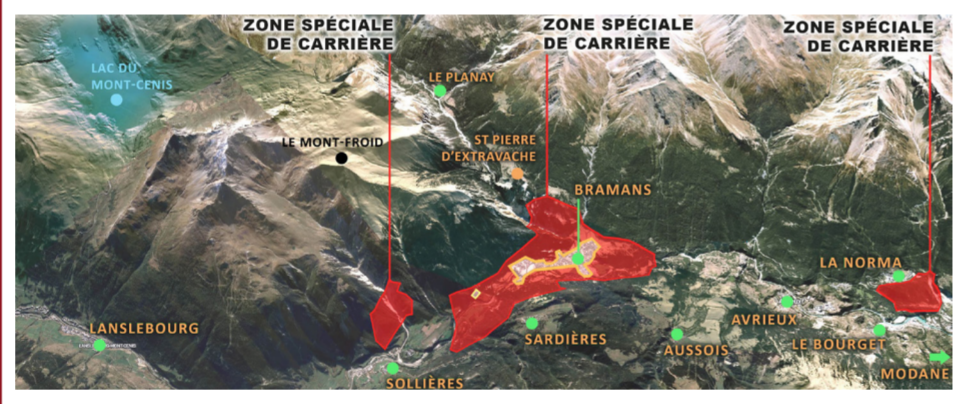 ZONE SPÉCIALE
DE CARRIÈRE
ZONE SPÉCIALE
DE CARRIÈRE
ZONE SPÉCIALE
DE CARRIÈRE
LAC DU
MONT-CENIS
LE PLANAY
LE MONT-FROID
ST PIERRE
D'EXTRAVACHE
BRAMANS
LA NORMA
LANSLEBOURG
SARDIÈRES
AVRIEUX
AUSSOIS
LE BOURGET
MODANE
SOLLIÈRES